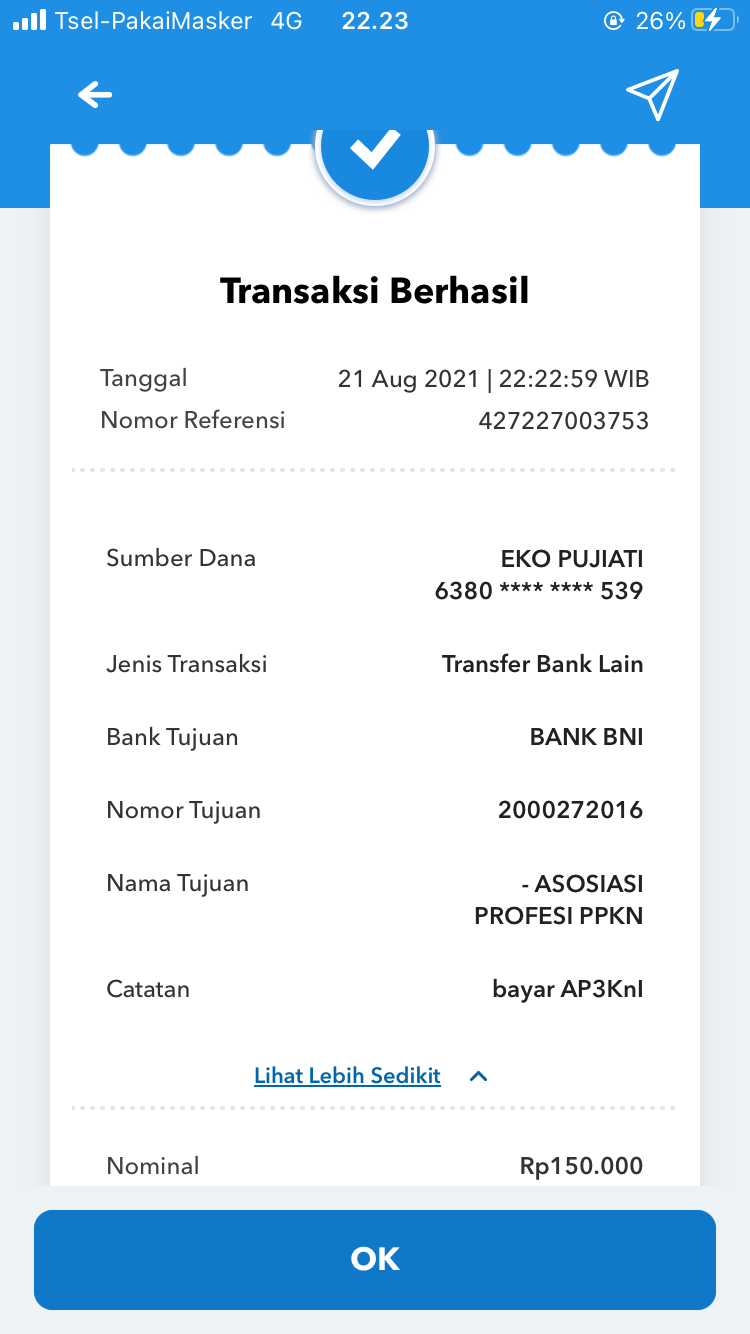 Tsel-PakaiMasker 4G 22.23 26%
Transaksi Berhasil
Tanggal 21 Aug 2021 | 22:22:59 WIB
Nomor Referensi 427227003753
Sumber Dana EKO PUJIATI
6380 **** **** 539
Jenis Transaksi Transfer Bank Lain
Bank Tujuan BANK BNI
Nomor Tujuan 2000272016
Nama Tujuan - ASOSIASI
PROFESI PPKN
Catatan bayar AP3KnI
Lihat Lebih Sedikit
Nominal Rp150.000
OK